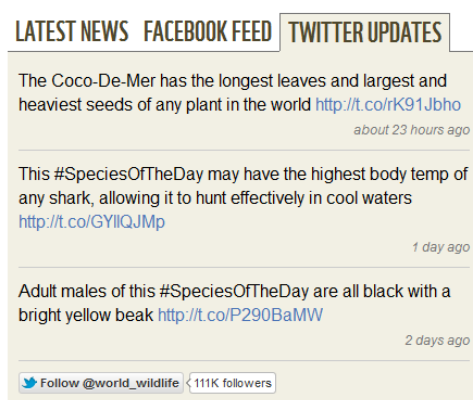 LATEST NEWS FACEBOOK FEED TWITTER UPDATES
The Coco-De-Mer has the longest leaves and largest and
heaviest seeds of any plant in the world http://t.co/rK91Jbho
about 23 hours ago
This #SpeciesOfTheDay may have the highest body temp of
any shark, allowing it to hunt effectively in cool waters
http://t.co/GYllQJMp
1 day ago
Adult males of this #SpeciesOfTheDay are all black with a
bright yellow beak http://t.co/P290BaMW
2 days ago
Follow @world_wildlife 111K followers